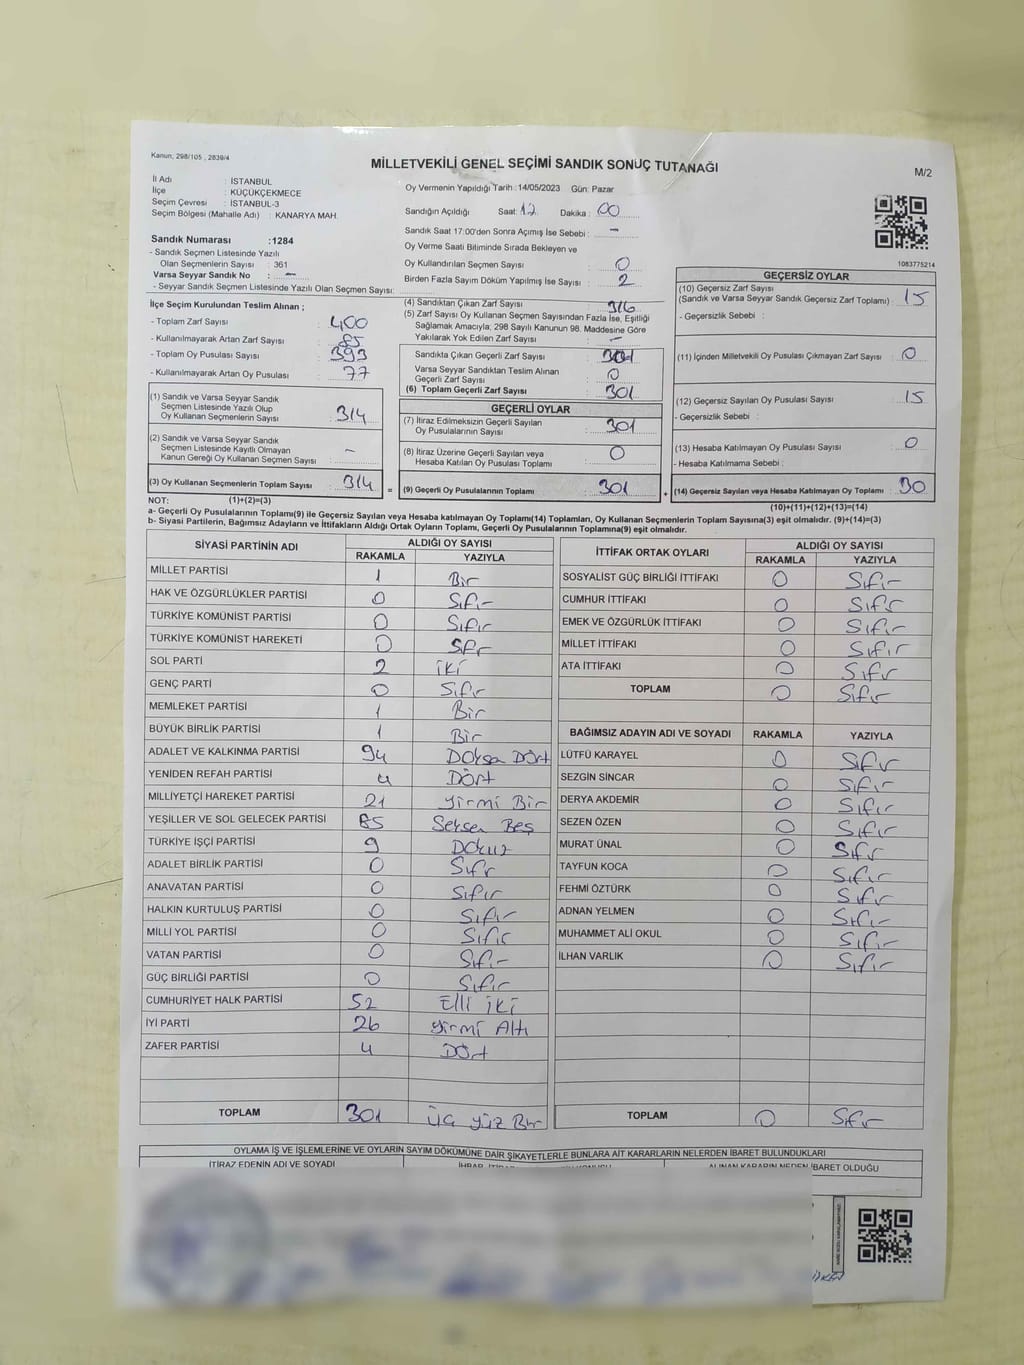 Kanun; 298/105 , 2839/4
MİLLETVEKİLİ GENEL SEÇİMİ SANDIK SONUÇ TUTANAĞI
M/2
İl Adı : İSTANBUL
İlçe : KÜÇÜKÇEKMECE
Seçim Çevresi : İSTANBUL-3
Seçim Bölgesi (Mahalle Adı) : KANARYA MAH.
Sandık Numarası :1284
- Sandık Seçmen Listesinde Yazılı
Olan Seçmenlerin Sayısı : 361
Varsa Seyyar Sandık No : -
- Seyyar Sandık Seçmen Listesinde Yazılı Olan Seçmen Sayısı:
Oy Vermenin Yapıldığı Tarih : 14/05/2023 Gün: Pazar
Sandığın Açıldığı Saat: 12 Dakika : 00
Sandık Saat 17:00'den Sonra Açımış İse Sebebi : -
Oy Verme Saati Bitiminde Sırada Bekleyen ve
Oy Kullandırılan Seçmen Sayısı : 0
Birden Fazla Sayım Döküm Yapılmış İse Sayısı : 2
1083775214
İlçe Seçim Kurulundan Teslim Alınan ;
- Toplam Zarf Sayısı : 400
- Kullanılmayarak Artan Zarf Sayısı : 85
- Toplam Oy Pusulası Sayısı : 393
- Kullanılmayarak Artan Oy Pusulası : 77
(1) Sandık ve Varsa Seyyar Sandık
Seçmen Listesinde Yazılı Olup
Oy Kullanan Seçmenlerin Sayısı : 314
(2) Sandık ve Varsa Seyyar Sandık
Seçmen Listesinde Kayıtlı Olmayan
Kanun Gereği Oy Kullanan Seçmen Sayısı : -
(3) Oy Kullanan Seçmenlerin Toplam Sayısı : 314
(4) Sandıktan Çıkan Zarf Sayısı : 316
(5) Zarf Sayısı Oy Kullanan Seçmen Sayısından Fazla İse, Eşitliği
Sağlamak Amacıyla; 298 Sayılı Kanunun 98. Maddesine Göre
Yakılarak Yok Edilen Zarf Sayısı : -
Sandıkta Çıkan Geçerli Zarf Sayısı : 301
Varsa Seyyar Sandıktan Teslim Alınan
Geçerli Zarf Sayısı : 0
(6) Toplam Geçerli Zarf Sayısı : 301
GEÇERLİ OYLAR
(7) İtiraz Edilmeksizin Geçerli Sayılan
Oy Pusulalarının Sayısı : 301
(8) İtiraz Üzerine Geçerli Sayılan veya
Hesaba Katılan Oy Pusulası Toplamı : 0
= (9) Geçerli Oy Pusulalarının Toplamı : 301
GEÇERSİZ OYLAR
(10) Geçersiz Zarf Sayısı
(Sandık ve Varsa Seyyar Sandık Geçersiz Zarf Toplamı) : 15
- Geçersizlik Sebebi :
(11) İçinden Milletvekili Oy Pusulası Çıkmayan Zarf Sayısı : 0
(12) Geçersiz Sayılan Oy Pusulası Sayısı : 15
- Geçersizlik Sebebi :
(13) Hesaba Katılmayan Oy Pusulası Sayısı : 0
- Hesaba Katılmama Sebebi :
+ (14) Geçersiz Sayılan veya Hesaba Katılmayan Oy Toplamı : 30
NOT: (1)+(2)=(3) (10)+(11)+(12)+(13)=(14)
a- Geçerli Oy Pusulalarının Toplamı(9) ile Geçersiz Sayılan veya Hesaba katılmayan Oy Toplamı(14) Toplamları, Oy Kullanan Seçmenlerin Toplam Sayısına(3) eşit olmalıdır. (9)+(14)=(3)
b- Siyasi Partilerin, Bağımsız Adayların ve İttifakların Aldığı Ortak Oyların Toplamı, Geçerli Oy Pusulalarının Toplamına(9) eşit olmalıdır.
SİYASİ PARTİNİN ADI ALDIĞI OY SAYISI
RAKAMLA YAZIYLA
MİLLET PARTİSİ 1 Bir
HAK VE ÖZGÜRLÜKLER PARTİSİ 0 Sıfır
TÜRKİYE KOMÜNİST PARTİSİ 0 Sıfır
TÜRKİYE KOMÜNİST HAREKETİ 0 Sfr
SOL PARTİ 2 iki
GENÇ PARTİ 0 Sıfır
MEMLEKET PARTİSİ 1 Bir
BÜYÜK BİRLİK PARTİSİ 1 Bir
ADALET VE KALKINMA PARTİSİ 94 Doksa Dört
YENİDEN REFAH PARTİSİ 4 Dört
MİLLİYETÇİ HAREKET PARTİSİ 21 Yirmi Bir
YEŞİLLER VE SOL GELECEK PARTİSİ 85 Seksen Beş
TÜRKİYE İŞÇİ PARTİSİ 9 Dokuz
ADALET BİRLİK PARTİSİ 0 Sıfır
ANAVATAN PARTİSİ 0 Sıfır
HALKIN KURTULUŞ PARTİSİ 0 Sıfır
MİLLİ YOL PARTİSİ 0 Sıfır
VATAN PARTİSİ 0 Sıfır
GÜÇ BİRLİĞİ PARTİSİ 0 Sıfır
CUMHURİYET HALK PARTİSİ 52 Elli iki
İYİ PARTİ 26 Yirmi Altı
ZAFER PARTİSİ 4 Dört
TOPLAM 301 üç yüz Bir
İTTİFAK ORTAK OYLARI ALDIĞI OY SAYISI
RAKAMLA YAZIYLA
SOSYALİST GÜÇ BİRLİĞİ İTTİFAKI 0 Sıfır
CUMHUR İTTİFAKI 0 Sıfır
EMEK VE ÖZGÜRLÜK İTTİFAKI 0 Sıfır
MİLLET İTTİFAKI 0 Sıfır
ATA İTTİFAKI 0 Sıfır
TOPLAM 0 Sıfır
BAĞIMSIZ ADAYIN ADI VE SOYADI RAKAMLA YAZIYLA
LÜTFÜ KARAYEL 0 Sıfır
SEZGİN SİNCAR 0 Sıfır
DERYA AKDEMİR 0 Sıfır
SEZEN ÖZEN 0 Sıfır
MURAT ÜNAL 0 Sıfır
TAYFUN KOCA 0 Sıfır
FEHMİ ÖZTÜRK 0 Sıfır
ADNAN YELMEN 0 Sıfır
MUHAMMET ALİ OKUL 0 Sıfır
İLHAN VARLIK 0 Sıfır
TOPLAM 0 Sıfır
OYLAMA İŞ VE İŞLEMLERİNE VE OYLARIN SAYIM DÖKÜMÜNE DAİR ŞİKAYETLERLE BUNLARA AİT KARARLARIN NELERDEN İBARET BULUNDUKLARI
İTİRAZ EDENİN ADI VE SOYADI ALINAN KARARIN NEDEN İBARET OLDUĞU